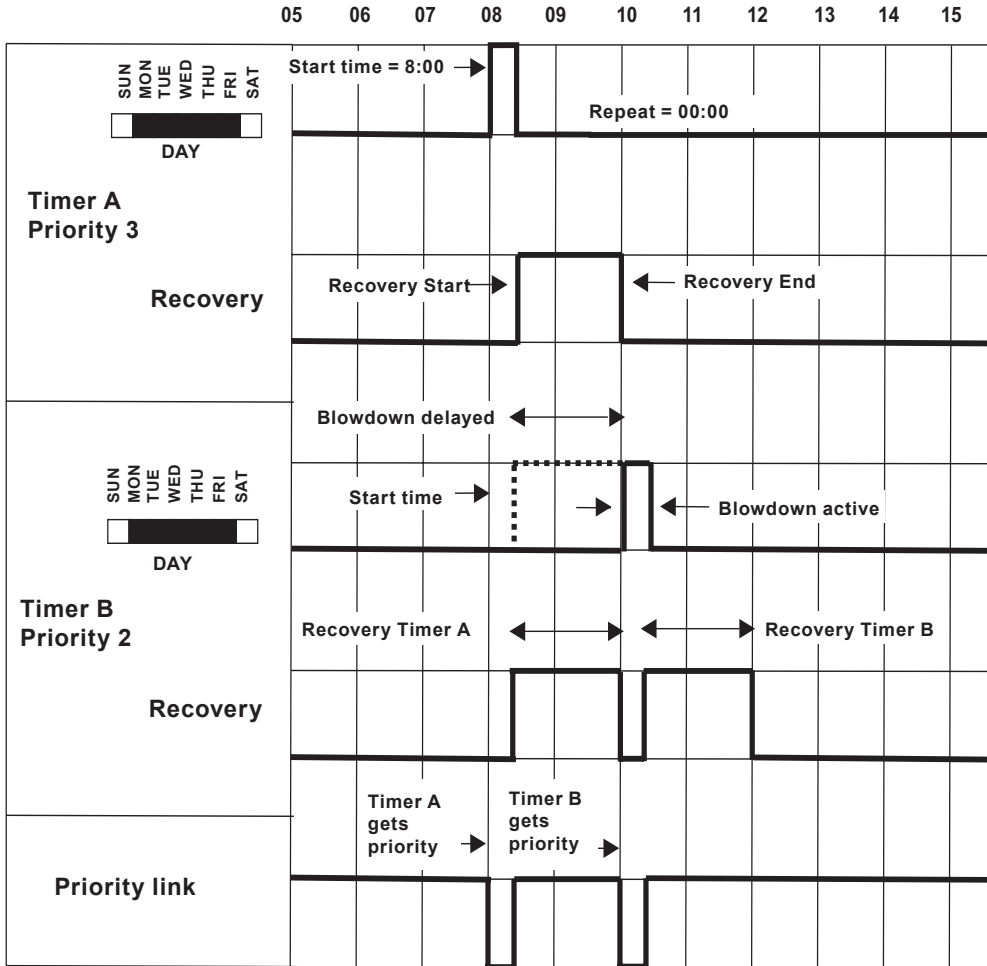 05 06 07 08 09 10 11 12 13 14 15
Start time = 8:00
SUN MON TUE WED THU FRI SAT
Repeat = 00:00
DAY
Timer A
Priority 3
Recovery Start
Recovery End
Recovery
Blowdown delayed
SUN MON TUE WED THU FRI SAT
Start time
Blowdown active
DAY
Timer B
Priority 2
Recovery Timer A
Recovery Timer B
Recovery
Timer A
gets
priority
Timer B
gets
priority
Priority link